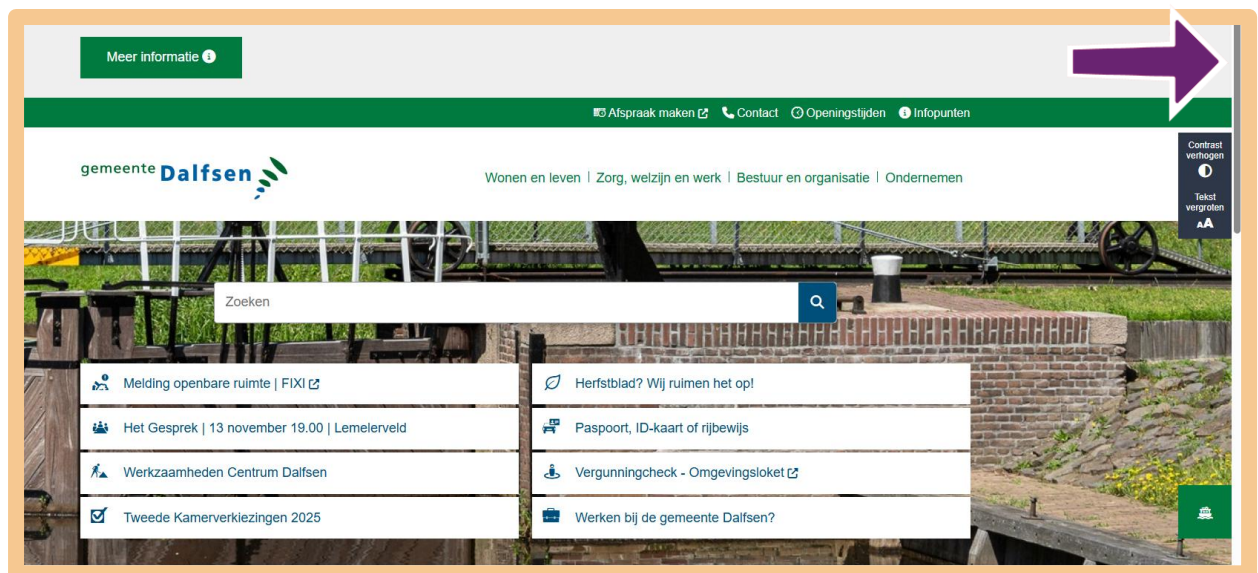 Meer informatie
Afspraak maken Contact Openingstijden Infopunten
gemeente Dalfsen
Wonen en leven | Zorg, welzijn en werk | Bestuur en organisatie | Ondernemen
Contrast
verhogen
Tekst
vergroten
AA
Zoeken
Melding openbare ruimte | FIXI
Herfstblad? Wij ruimen het op!
Het Gesprek | 13 november 19.00 | Lemelerveld
Paspoort, ID-kaart of rijbewijs
Werkzaamheden Centrum Dalfsen
Vergunningcheck - Omgevingsloket
Tweede Kamerverkiezingen 2025
Werken bij de gemeente Dalfsen?